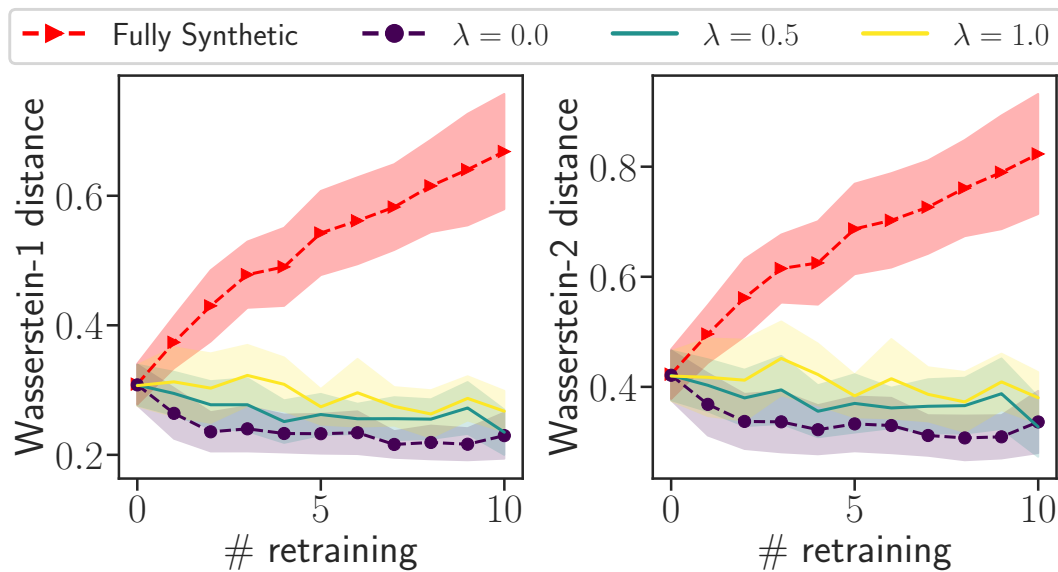 Fully Synthetic λ = 0.0 λ = 0.5 λ = 1.0
Wasserstein-1 distance
0.6
0.4
0.2
0 5 10
# retraining
Wasserstein-2 distance
0.8
0.6
0.4
0 5 10
# retraining